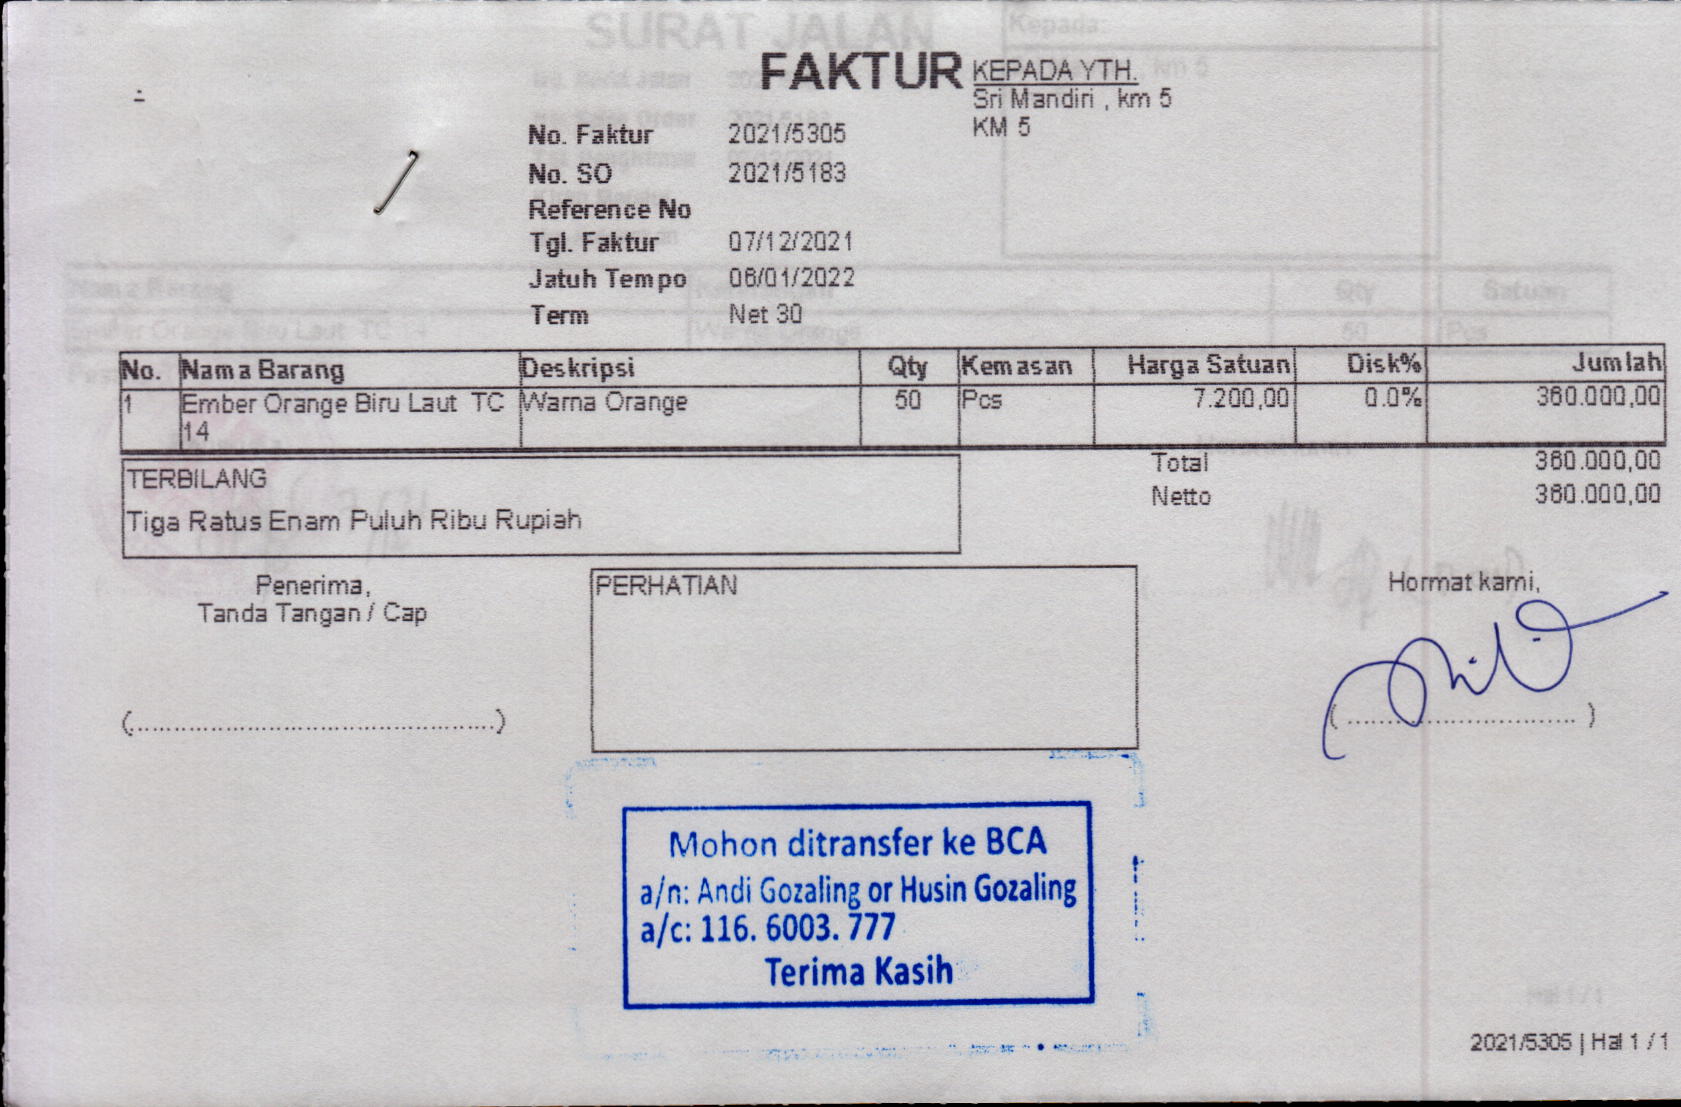 FAKTUR
KEPADA YTH.
Sri Mandiri , km 5
KM 5
No. Faktur 2021/5305
No. SO 2021/5183
Reference No
Tgl. Faktur 07/12/2021
Jatuh Tempo 06/01/2022
Term Net 30
No. Nama Barang Deskripsi Qty Kemasan Harga Satuan Disk% Jumlah
1 Ember Orange Biru Laut TC Warna Orange 50 Pcs 7.200,00 0.0% 360.000,00
14
Total 360.000,00
Netto 360.000,00
TERBILANG
Tiga Ratus Enam Puluh Ribu Rupiah
Penerima,
Tanda Tangan / Cap
PERHATIAN
Hormat kami,
Mohon ditransfer ke BCA
a/n: Andi Gozaling or Husin Gozaling
a/c: 116. 6003. 777
Terima Kasih
2021/5305 | Hal 1 / 1